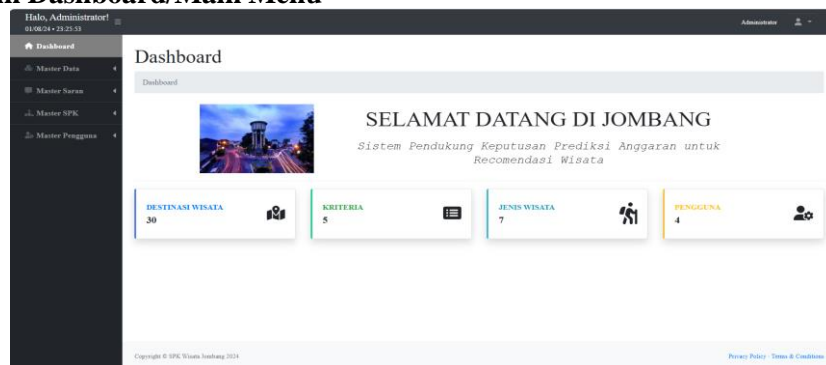 Dashboard/Main Menu
Halo, Administrator!
01/08/24 • 23:25:53
Administrator
Dashboard
Master Data
Master Saran
Master SPK
Master Pengguna
Dashboard
Dashboard
SELAMAT DATANG DI JOMBANG
Sistem Pendukung Keputusan Prediksi Anggaran untuk
Recomendasi Wisata
DESTINASI WISATA
30
KRITERIA
5
JENIS WISATA
7
PENGGUNA
4
Copyright © SPK Wisata Jombang 2024
Privacy Policy · Terms & Conditions